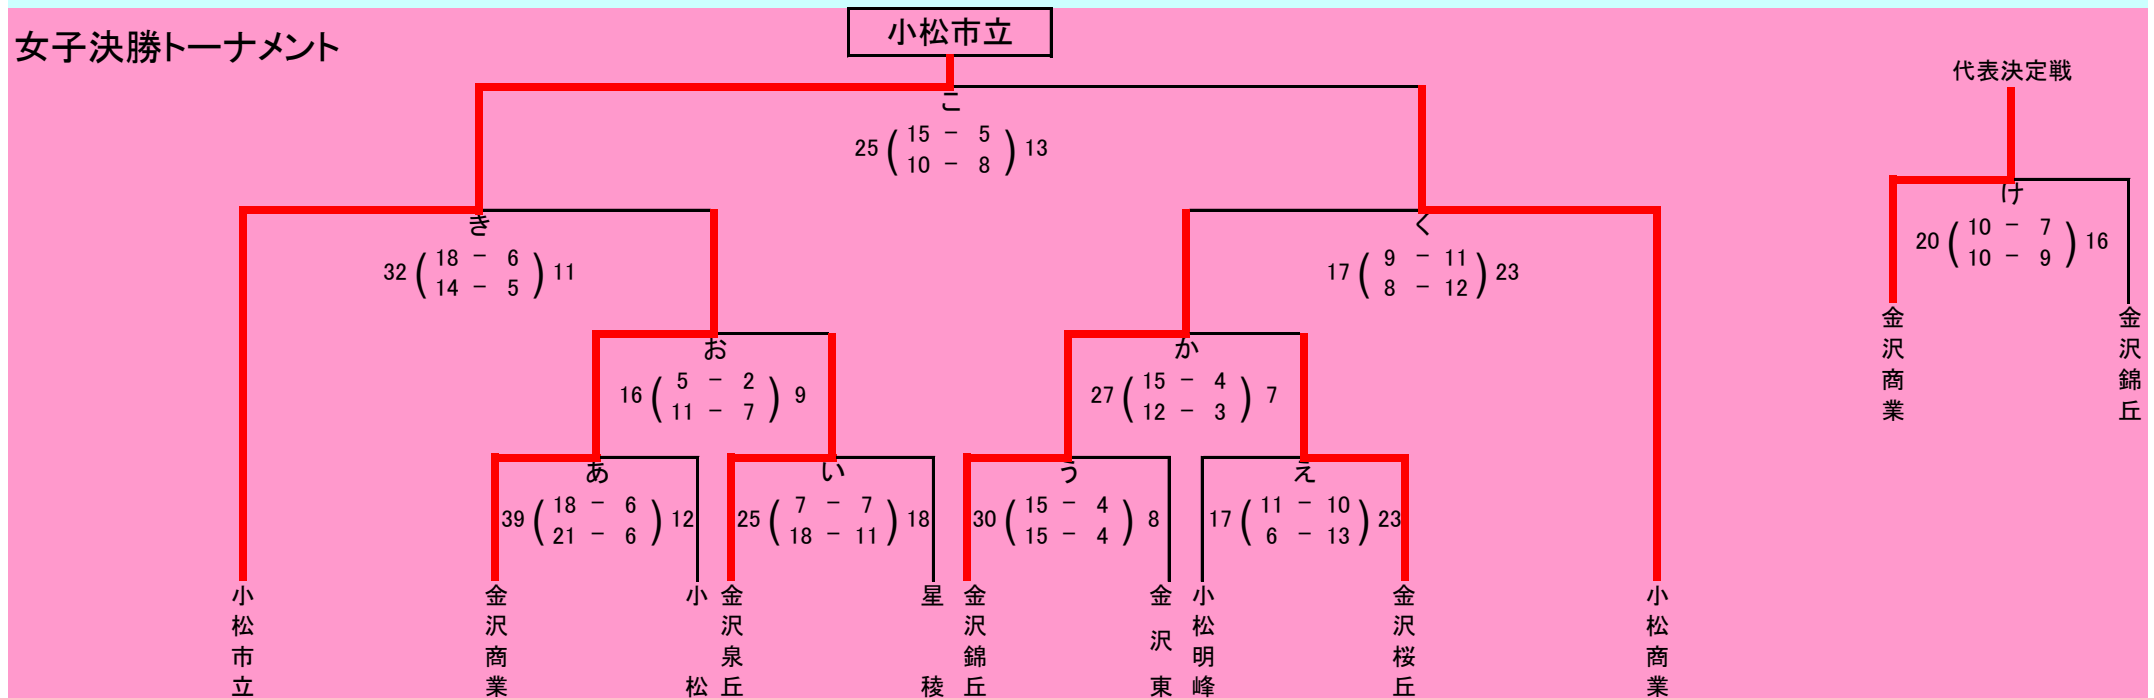 小松市立
女子決勝トーナメント
代表決定戦
こ
25 ( 15 - 5 ) 13
10 - 8
け
20 ( 10 - 7 ) 16
10 - 9
金沢商業
金沢錦丘
き
32 ( 18 - 6 ) 11
14 - 5
く
17 ( 9 - 11 ) 23
8 - 12
お
16 ( 5 - 2 ) 9
11 - 7
か
27 ( 15 - 4 ) 7
12 - 3
あ
39 ( 18 - 6 ) 12
21 - 6
い
25 ( 7 - 7 ) 18
18 - 11
う
30 ( 15 - 4 ) 8
15 - 4
え
17 ( 11 - 10 ) 23
6 - 13
小松市立
金沢商業
小松
金沢泉丘
星稜
金沢錦丘
金沢東
小松明峰
金沢桜丘
小松商業